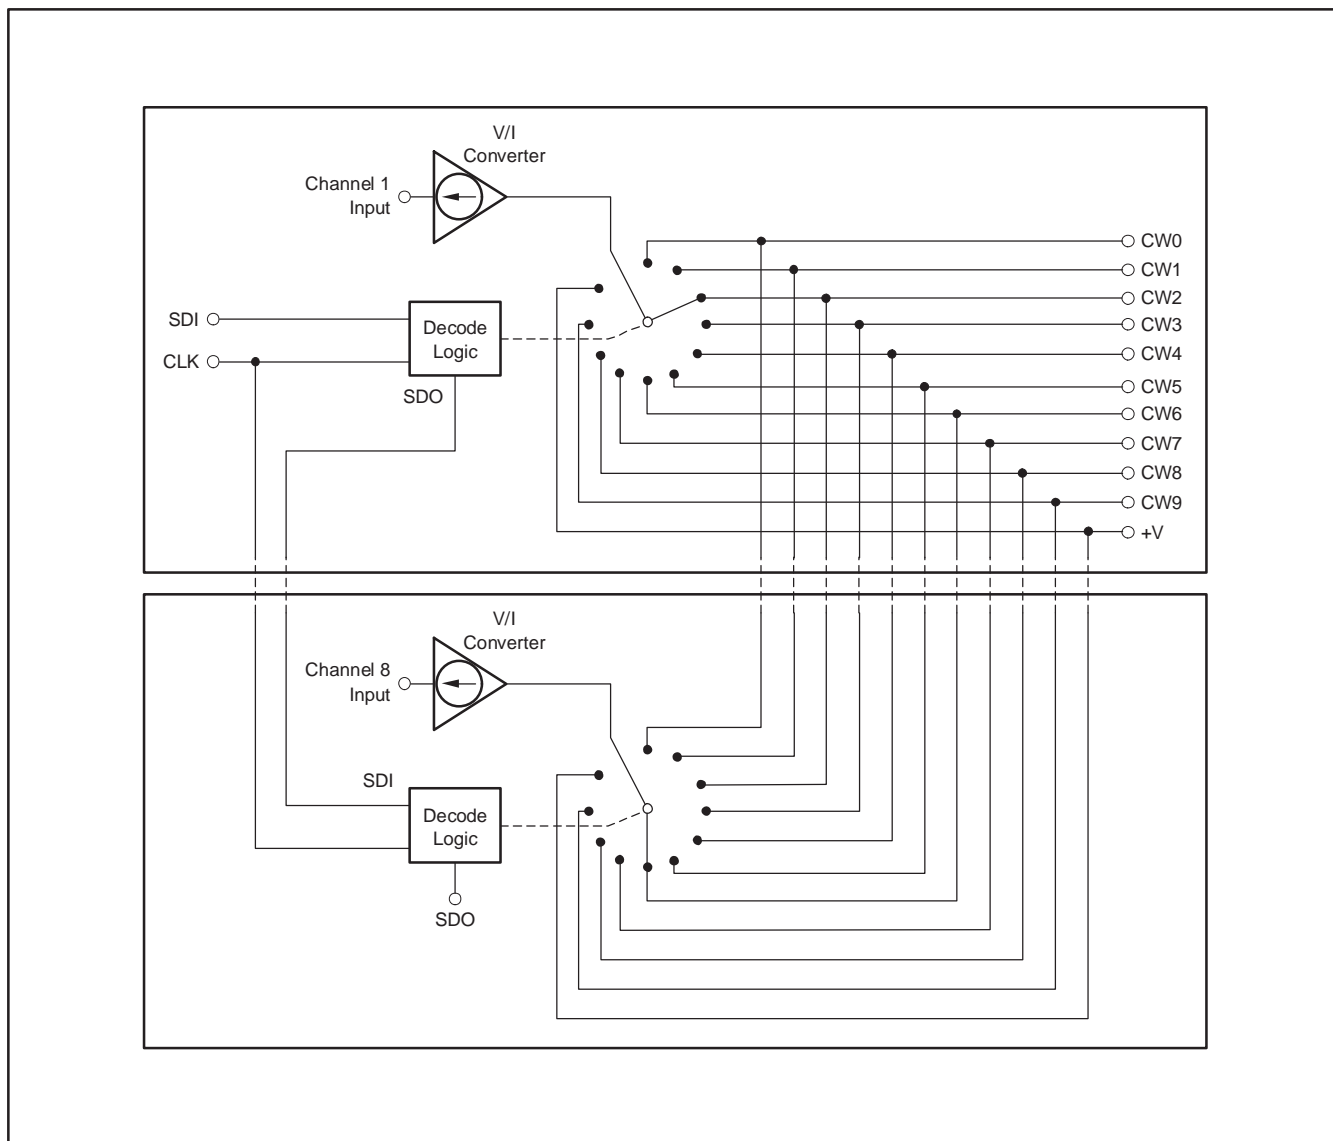 V/I
Converter
Channel 1
Input
CW0
CW1
CW2
CW3
CW4
CW5
CW6
CW7
CW8
CW9
+V
SDI
CLK
Decode
Logic
SDO
V/I
Converter
Channel 8
Input
SDI
Decode
Logic
SDO